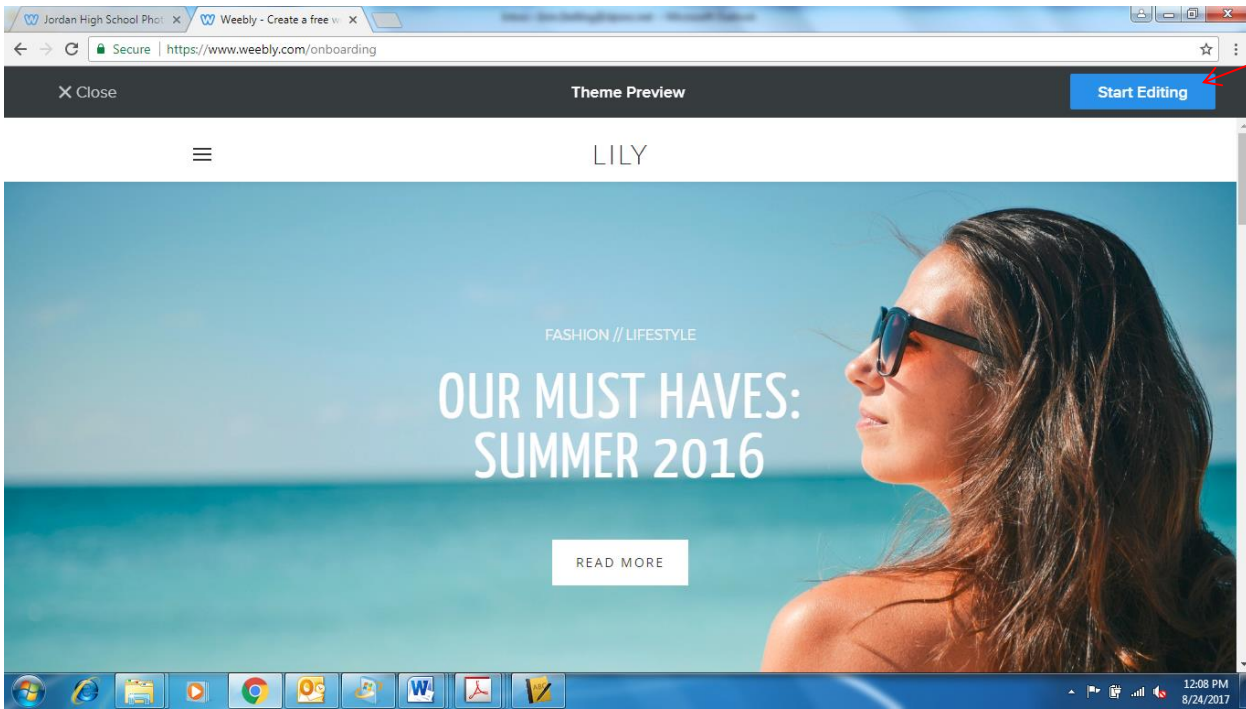 Jordan High School Phot
Weebly - Create a free w
Secure | https://www.weebly.com/onboarding
Close
Theme Preview
Start Editing
LILY
FASHION // LIFESTYLE
OUR MUST HAVES:
SUMMER 2016
READ MORE
12:08 PM
8/24/2017